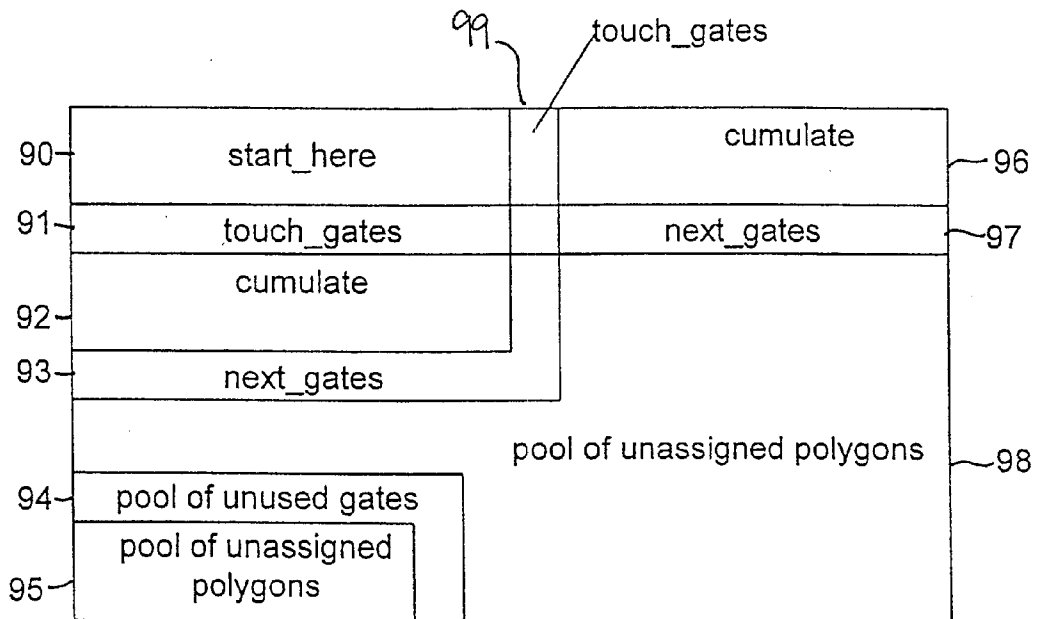 99
touch_gates
90
start_here
cumulate
96
91
touch_gates
next_gates
97
cumulate
92
93
next_gates
pool of unassigned polygons
98
94
pool of unused gates
pool of unassigned
polygons
95